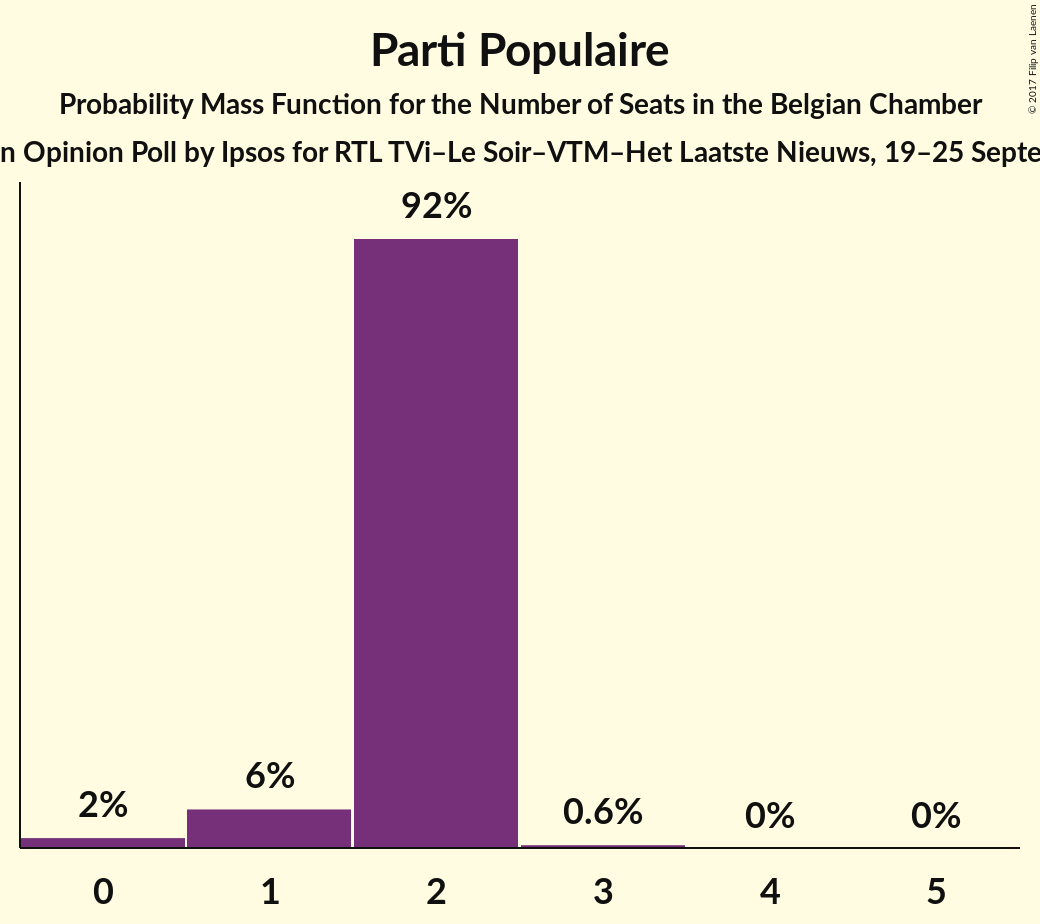 Parti Populaire
Probability Mass Function for the Number of Seats in the Belgian Chamber
n Opinion Poll by Ipsos for RTL TVi–Le Soir–VTM–Het Laatste Nieuws, 19–25 Septe
© 2017 Filip van Laenen
92%
6%
2%
0.6%
0%
0%
0 1 2 3 4 5